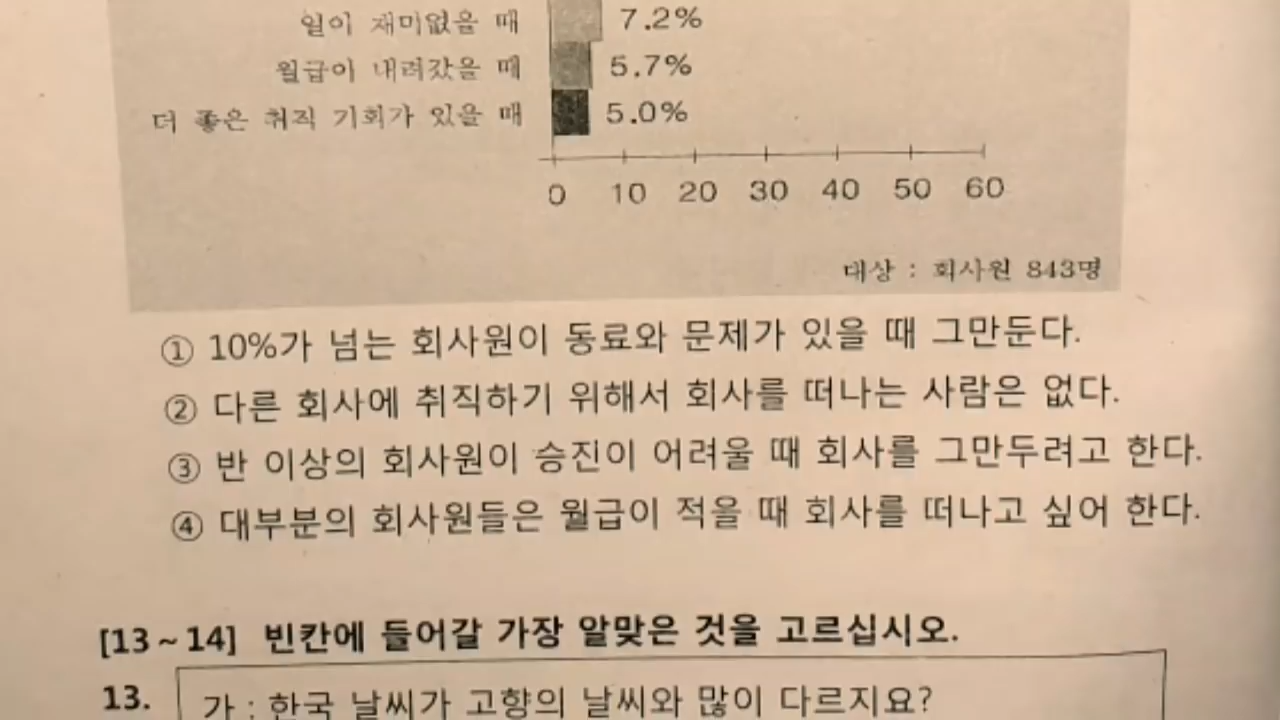 일이 재미없을 때 7.2%
월급이 내려갔을 때 5.7%
더 좋은 취직 기회가 있을 때 5.0%
0 10 20 30 40 50 60
대상 : 회사원 843명
① 10%가 넘는 회사원이 동료와 문제가 있을 때 그만둔다.
② 다른 회사에 취직하기 위해서 회사를 떠나는 사람은 없다.
③ 반 이상의 회사원이 승진이 어려울 때 회사를 그만두려고 한다.
④ 대부분의 회사원들은 월급이 적을 때 회사를 떠나고 싶어 한다.
[13 ~ 14] 빈칸에 들어갈 가장 알맞은 것을 고르십시오.
13. 가 : 한국 날씨가 고향의 날씨와 많이 다르지요?